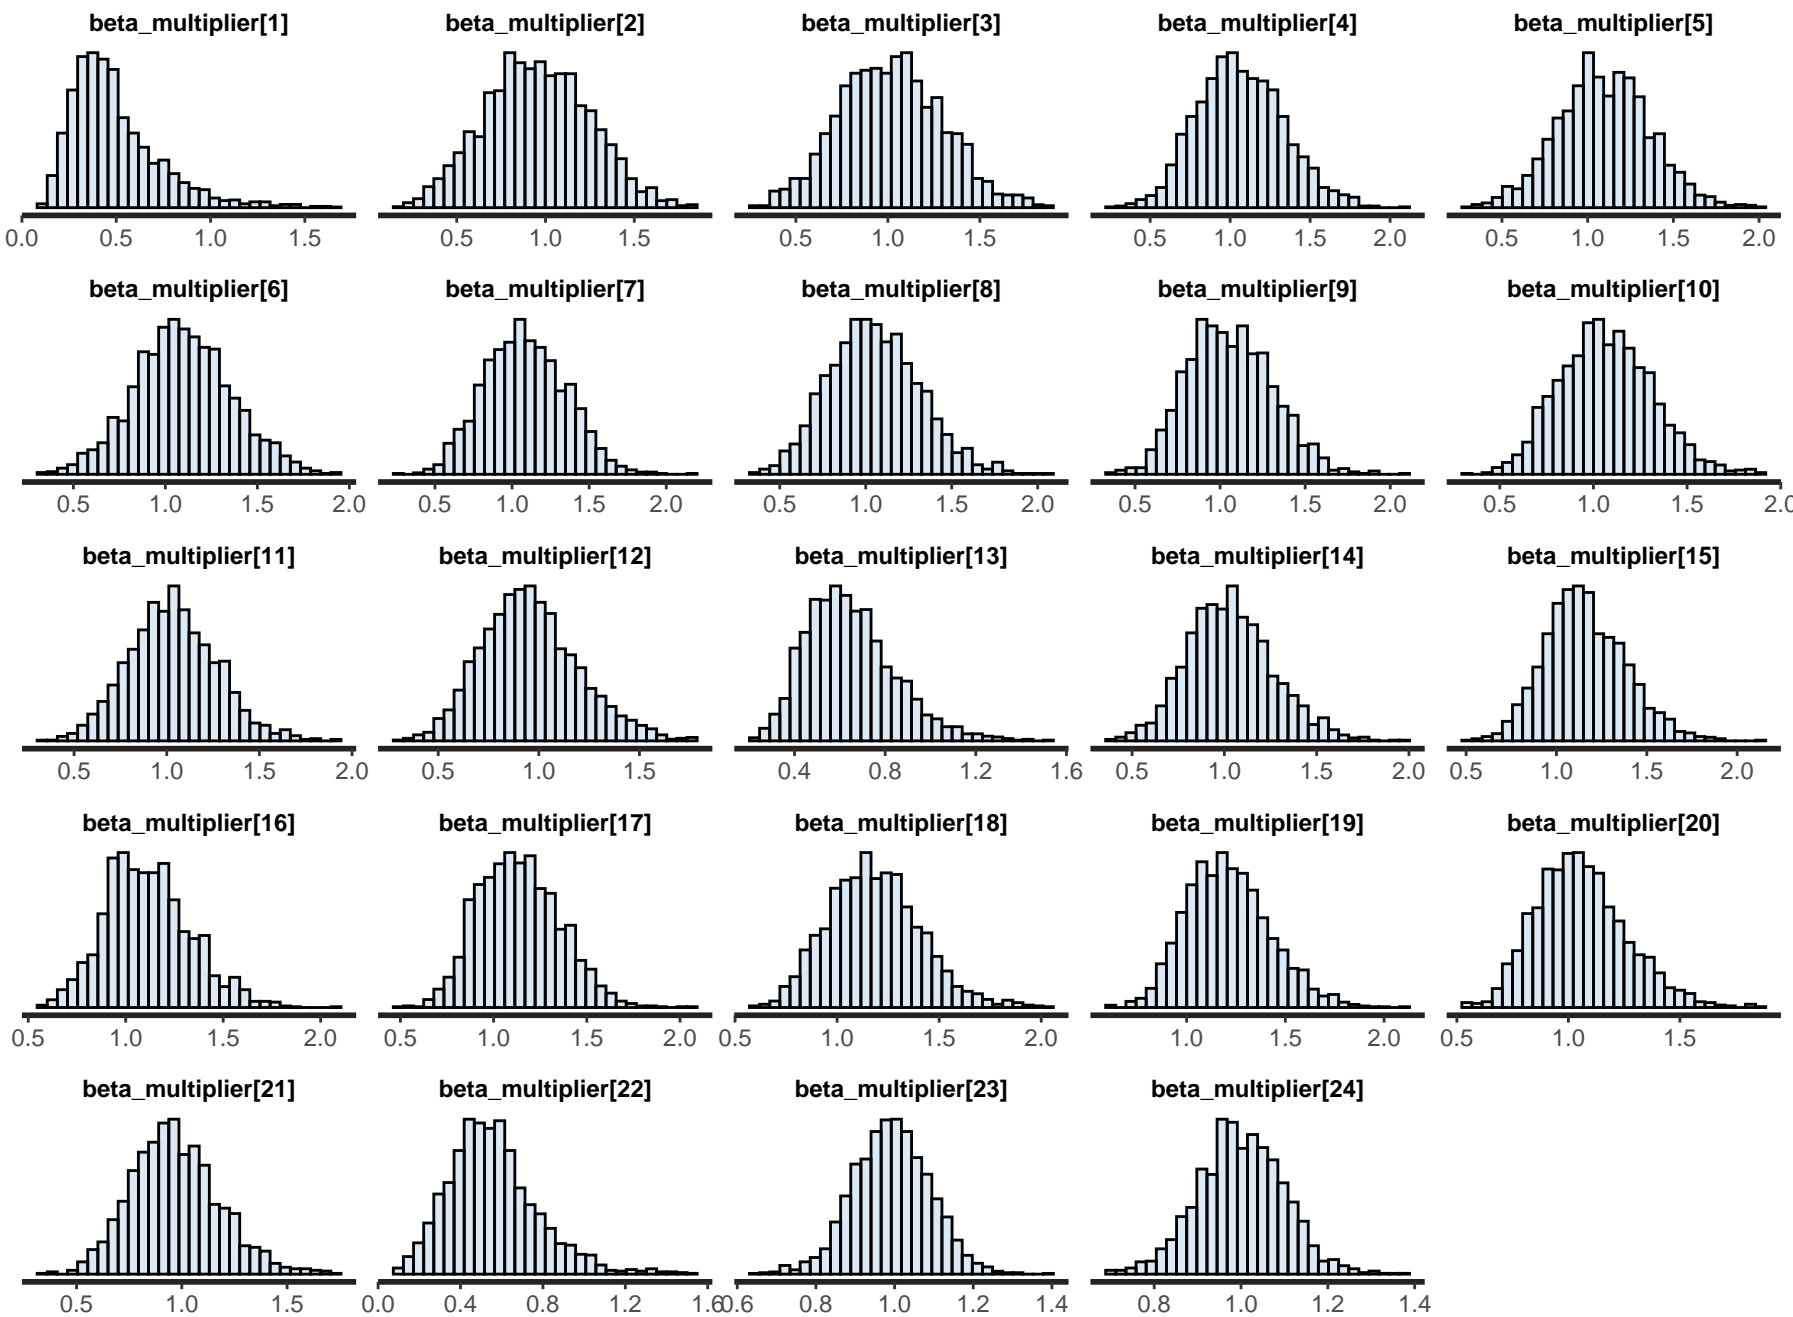 beta_multiplier[1] beta_multiplier[2] beta_multiplier[3] beta_multiplier[4] beta_multiplier[5]
0.0 0.5 1.0 1.5 0.5 1.0 1.5 0.5 1.0 1.5 0.5 1.0 1.5 2.0 0.5 1.0 1.5 2.0
beta_multiplier[6] beta_multiplier[7] beta_multiplier[8] beta_multiplier[9] beta_multiplier[10]
0.5 1.0 1.5 2.0 0.5 1.0 1.5 2.0 0.5 1.0 1.5 2.0 0.5 1.0 1.5 2.0 0.5 1.0 1.5 2.0
beta_multiplier[11] beta_multiplier[12] beta_multiplier[13] beta_multiplier[14] beta_multiplier[15]
0.5 1.0 1.5 2.0 0.5 1.0 1.5 0.4 0.8 1.2 1.6 0.5 1.0 1.5 2.0 0.5 1.0 1.5 2.0
beta_multiplier[16] beta_multiplier[17] beta_multiplier[18] beta_multiplier[19] beta_multiplier[20]
0.5 1.0 1.5 2.0 0.5 1.0 1.5 2.0 0.5 1.0 1.5 2.0 1.0 1.5 2.0 0.5 1.0 1.5
beta_multiplier[21] beta_multiplier[22] beta_multiplier[23] beta_multiplier[24]
0.5 1.0 1.5 0.0 0.4 0.8 1.2 1.6 0.6 0.8 1.0 1.2 1.4 0.8 1.0 1.2 1.4